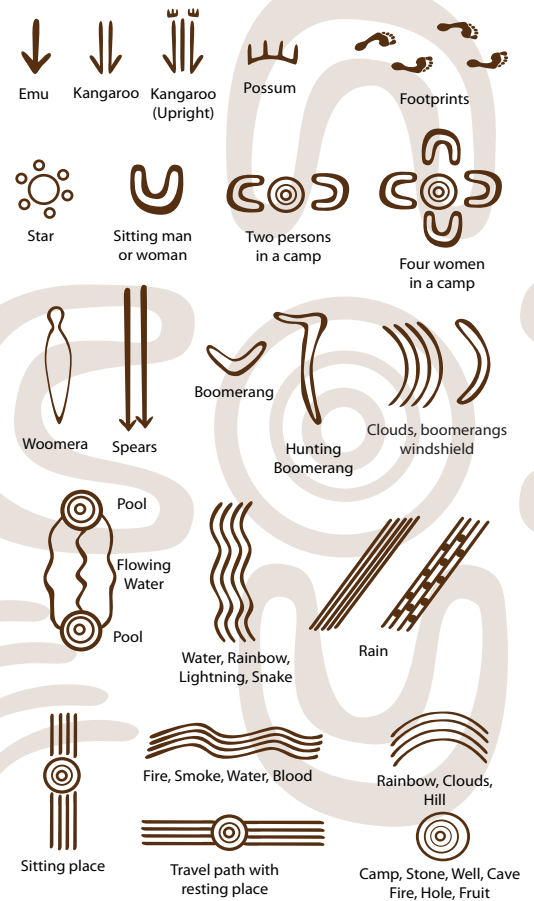 Emu
Kangaroo
Kangaroo
(Upright)
Possum
Footprints
Star
Sitting man
or woman
Two persons
in a camp
Four women
in a camp
Woomera
Spears
Boomerang
Hunting
Boomerang
Clouds, boomerangs
windshield
Pool
Flowing
Water
Pool
Water, Rainbow,
Lightning, Snake
Rain
Sitting place
Fire, Smoke, Water, Blood
Travel path with
resting place
Rainbow, Clouds,
Hill
Camp, Stone, Well, Cave
Fire, Hole, Fruit